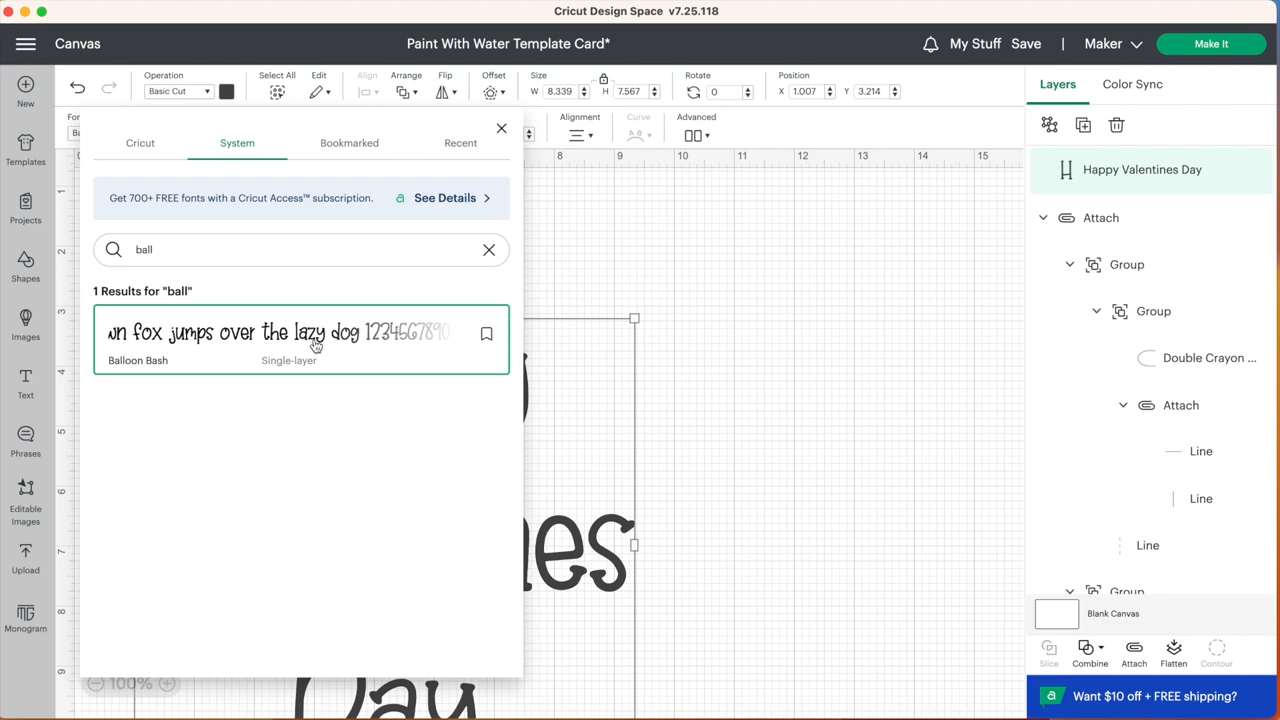 Cricut Design Space v7.25.118
Canvas
Paint With Water Template Card*
My Stuff Save | Maker Make It
Operation
Basic Cut
Select All Edit Align Arrange Flip Offset
Size
W 8.339 H 7.567
Rotate
0
Position
X 1.007 Y 3.214
Alignment Curve Advanced
New
Templates
Projects
Shapes
Images
Text
Phrases
Editable
Images
Upload
Monogram
Cricut System Bookmarked Recent
Get 700+ FREE fonts with a Cricut Access™ subscription. See Details
ball
1 Results for "ball"
wn fox jumps over the lazy dog 1234567890
Balloon Bash Single-layer
100%
8 9 10 11 12 13 14 15
1
2
3
4
5
6
7
8
9
nes
Day
Layers Color Sync
Happy Valentines Day
Attach
Group
Group
Double Crayon ...
Attach
Line
Line
Line
Group
Blank Canvas
Slice Combine Attach Flatten Contour
Want $10 off + FREE shipping?